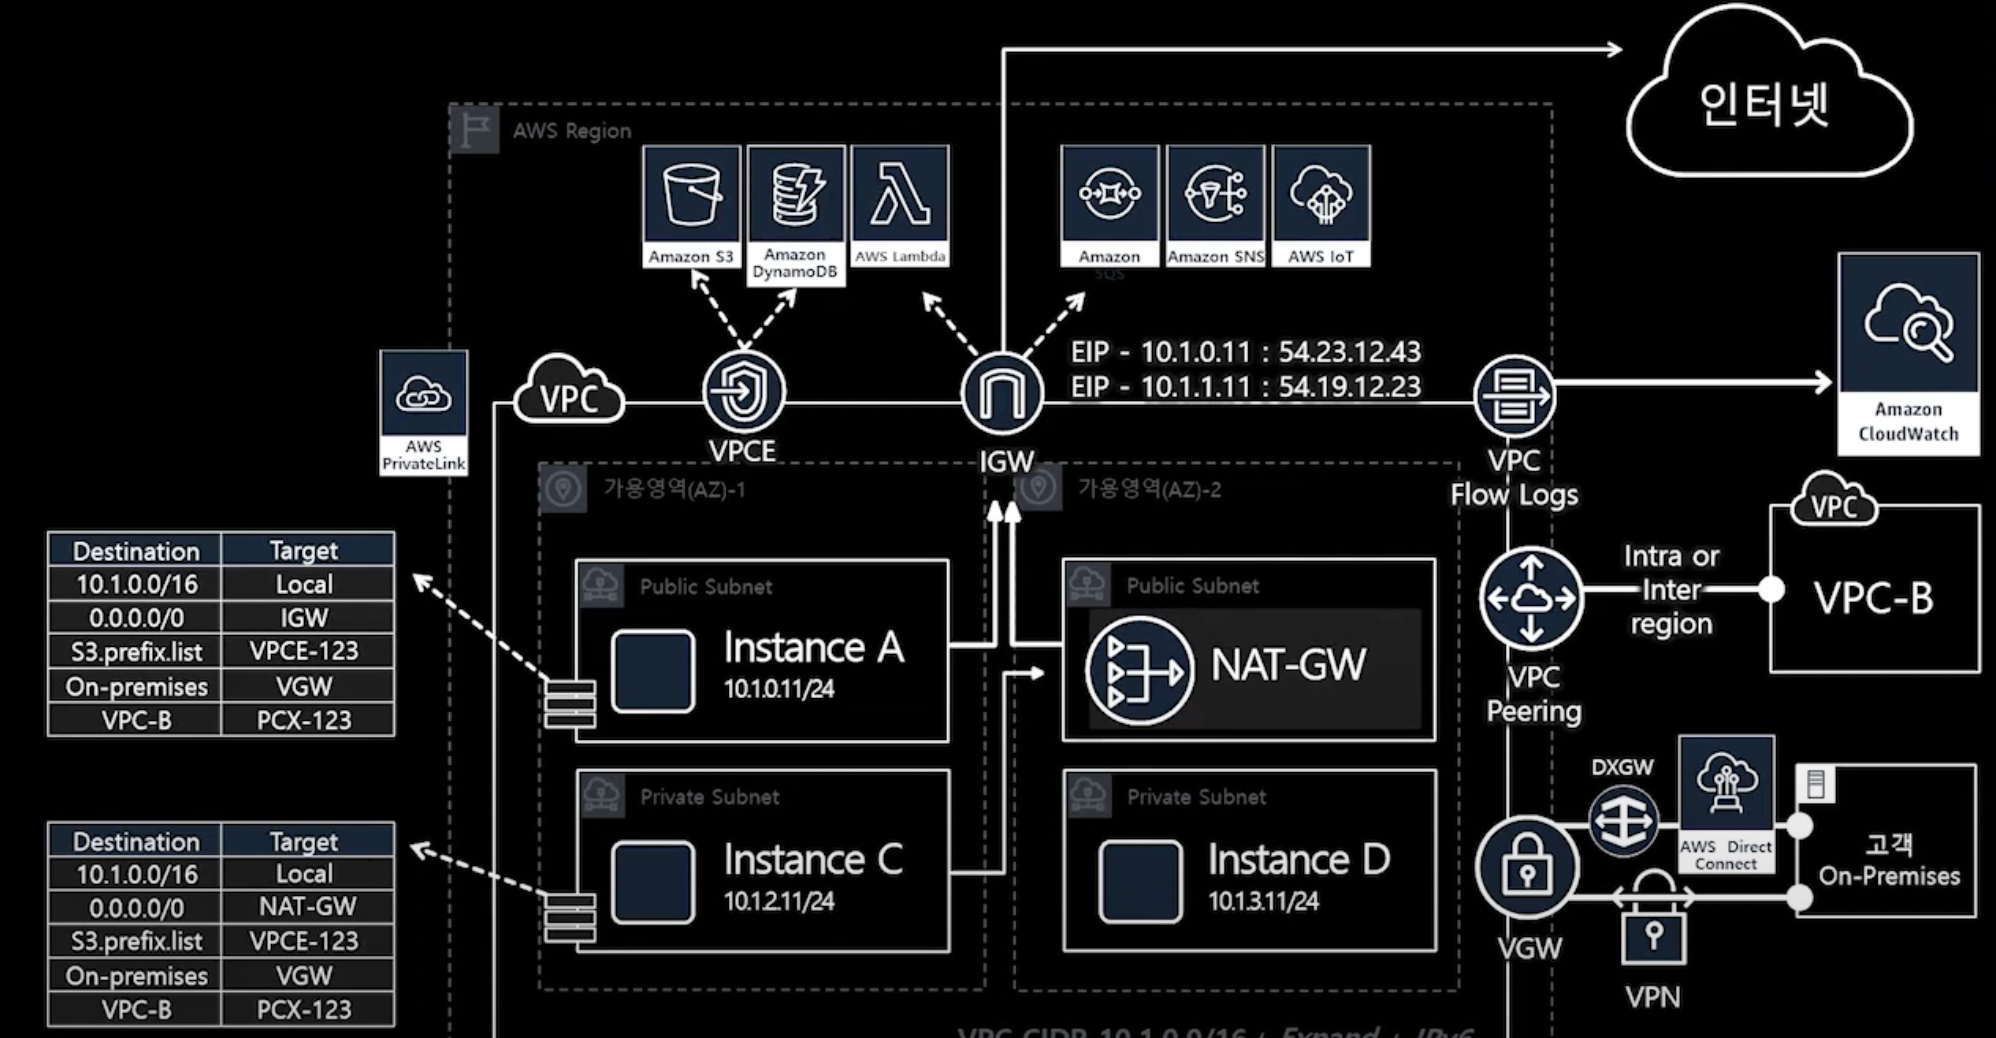 인터넷
AWS Region
Amazon S3
Amazon
DynamoDB
AWS Lambda
Amazon
SQS
Amazon SNS
AWS IoT
EIP - 10.1.0.11 : 54.23.12.43
EIP - 10.1.1.11 : 54.19.12.23
Amazon
CloudWatch
AWS
PrivateLink
VPC
VPCE
IGW
VPC
Flow Logs
가용영역(AZ)-1
가용영역(AZ)-2
VPC
VPC-B
Intra or
Inter
region
VPC
Peering
Destination Target
10.1.0.0/16 Local
0.0.0.0/0 IGW
S3.prefix.list VPCE-123
On-premises VGW
VPC-B PCX-123
Public Subnet
Instance A
10.1.0.11/24
Public Subnet
NAT-GW
Destination Target
10.1.0.0/16 Local
0.0.0.0/0 NAT-GW
S3.prefix.list VPCE-123
On-premises VGW
VPC-B PCX-123
Private Subnet
Instance C
10.1.2.11/24
Private Subnet
Instance D
10.1.3.11/24
DXGW
AWS Direct
Connect
고객
On-Premises
VGW
VPN
VPC CIDR 10.1.0.0/16 + Expand + IPv6